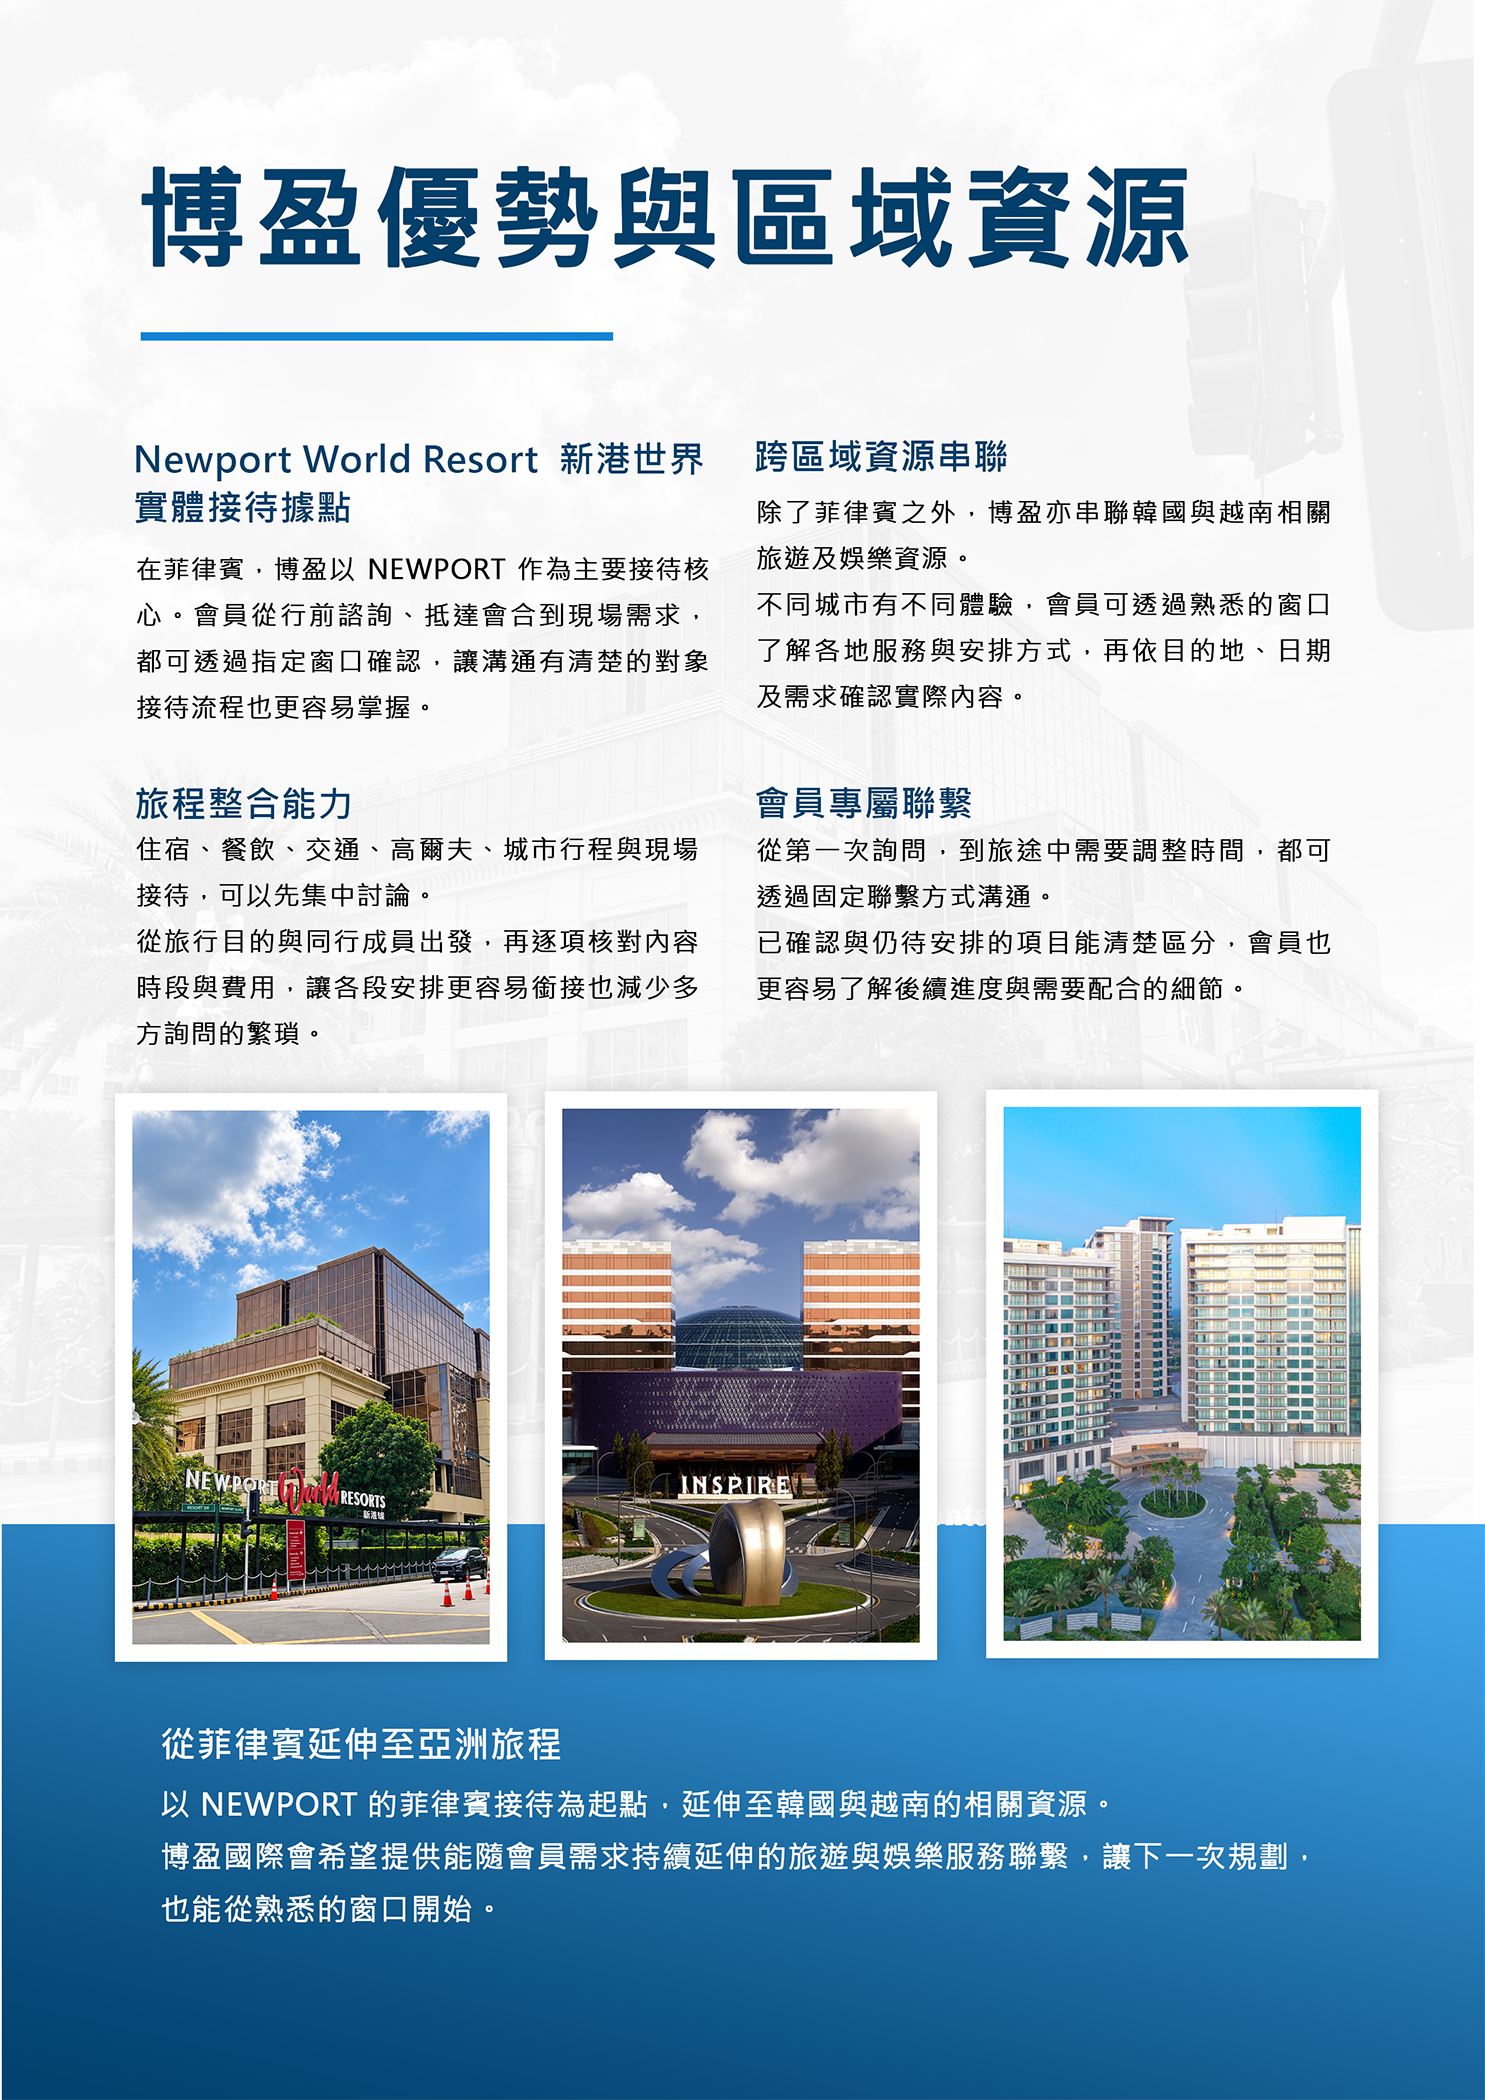 博盈優勢與區域資源
Newport World Resort 新港世界
實體接待據點
在菲律賓，博盈以 NEWPORT 作為主要接待核
心。會員從行前諮詢、抵達會合到現場需求，
都可透過指定窗口確認，讓溝通有清楚的對象
接待流程也更容易掌握。
跨區域資源串聯
除了菲律賓之外，博盈亦串聯韓國與越南相關
旅遊及娛樂資源。
不同城市有不同體驗，會員可透過熟悉的窗口
了解各地服務與安排方式，再依目的地、日期
及需求確認實際內容。
旅程整合能力
住宿、餐飲、交通、高爾夫、城市行程與現場
接待，可以先集中討論。
從旅行目的與同行成員出發，再逐項核對內容
時段與費用，讓各段安排更容易銜接也減少多
方詢問的繁瑣。
會員專屬聯繫
從第一次詢問，到旅途中需要調整時間，都可
透過固定聯繫方式溝通。
已確認與仍待安排的項目能清楚區分，會員也
更容易了解後續進度與需要配合的細節。
NEWPORT World RESORTS
新港城
RESORT DR
NEWPORT BLVD
INSPIRE
從菲律賓延伸至亞洲旅程
以 NEWPORT 的菲律賓接待為起點，延伸至韓國與越南的相關資源。
博盈國際會希望提供能隨會員需求持續延伸的旅遊與娛樂服務聯繫，讓下一次規劃，
也能從熟悉的窗口開始。